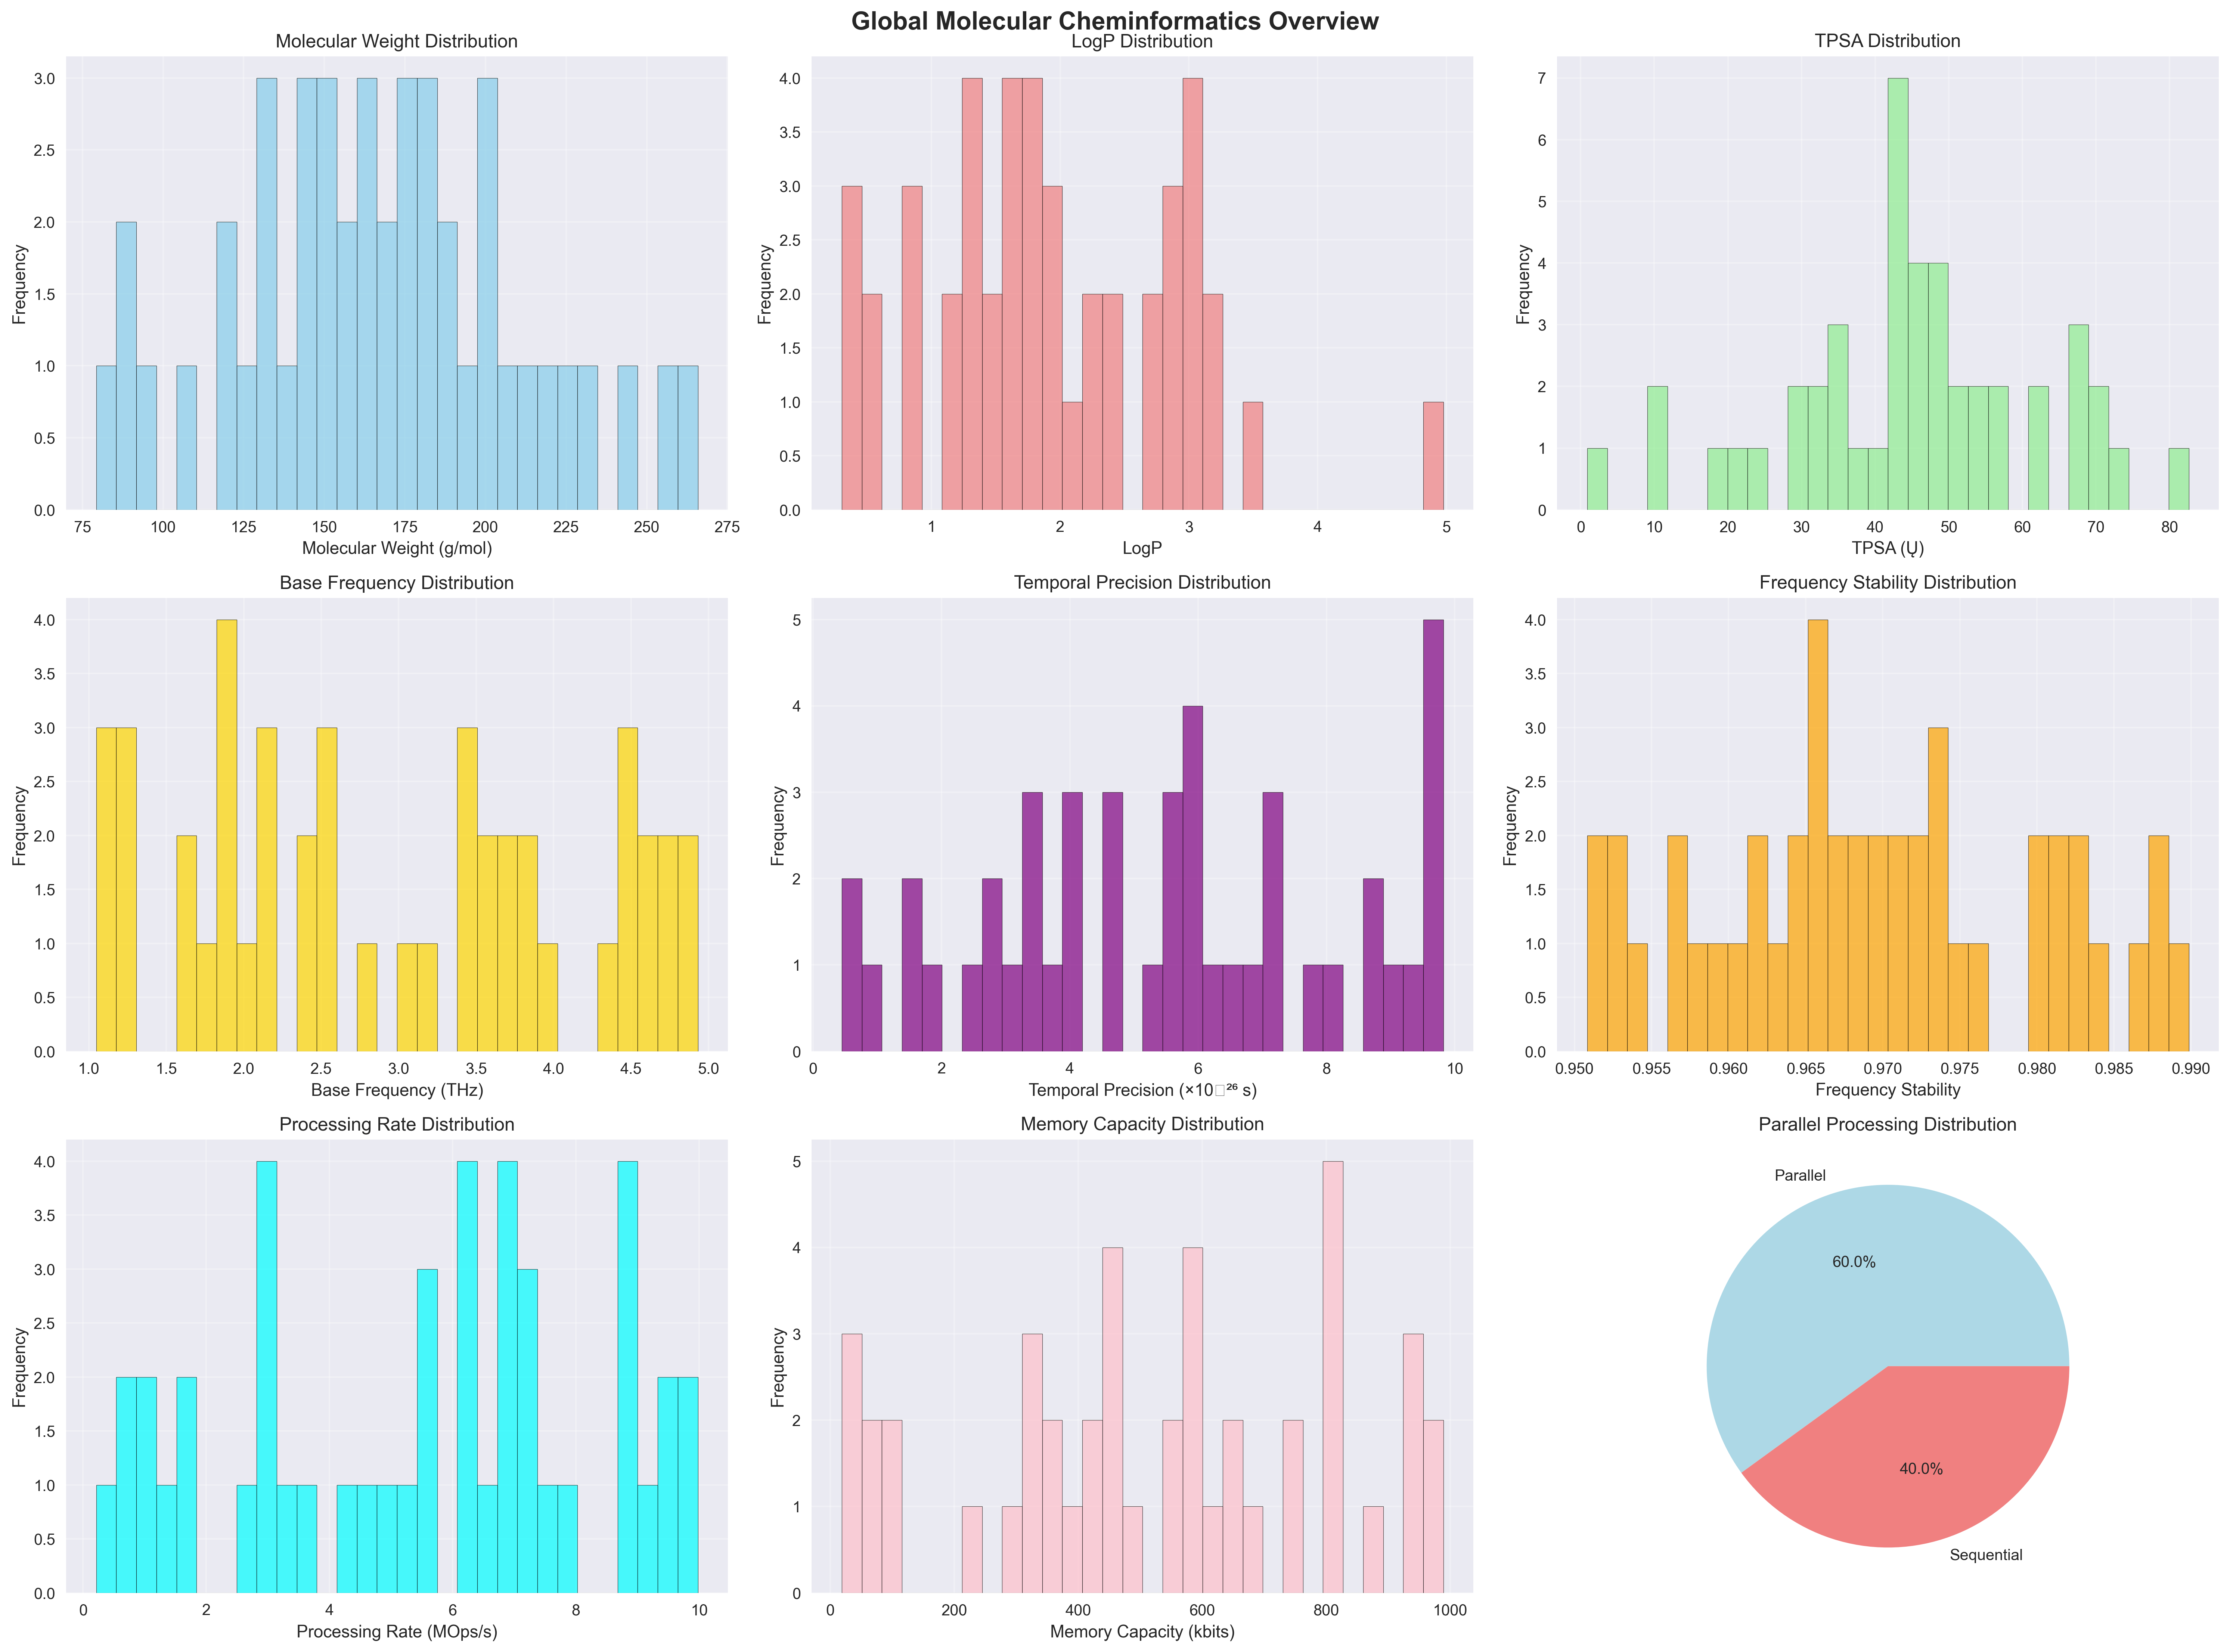 Global Molecular Cheminformatics Overview
Molecular Weight Distribution
Frequency
3.0
2.5
2.0
1.5
1.0
0.5
0.0
75 100 125 150 175 200 225 250 275
Molecular Weight (g/mol)
LogP Distribution
Frequency
4.0
3.5
3.0
2.5
2.0
1.5
1.0
0.5
0.0
1 2 3 4 5
LogP
TPSA Distribution
Frequency
7
6
5
4
3
2
1
0
0 10 20 30 40 50 60 70 80
TPSA (Ų)
Base Frequency Distribution
Frequency
4.0
3.5
3.0
2.5
2.0
1.5
1.0
0.5
0.0
1.0 1.5 2.0 2.5 3.0 3.5 4.0 4.5 5.0
Base Frequency (THz)
Temporal Precision Distribution
Frequency
5
4
3
2
1
0
0 2 4 6 8 10
Temporal Precision (×10□²⁶ s)
Frequency Stability Distribution
Frequency
4.0
3.5
3.0
2.5
2.0
1.5
1.0
0.5
0.0
0.950 0.955 0.960 0.965 0.970 0.975 0.980 0.985 0.990
Frequency Stability
Processing Rate Distribution
Frequency
4.0
3.5
3.0
2.5
2.0
1.5
1.0
0.5
0.0
0 2 4 6 8 10
Processing Rate (MOps/s)
Memory Capacity Distribution
Frequency
5
4
3
2
1
0
0 200 400 600 800 1000
Memory Capacity (kbits)
Parallel Processing Distribution
Parallel
60.0%
40.0%
Sequential